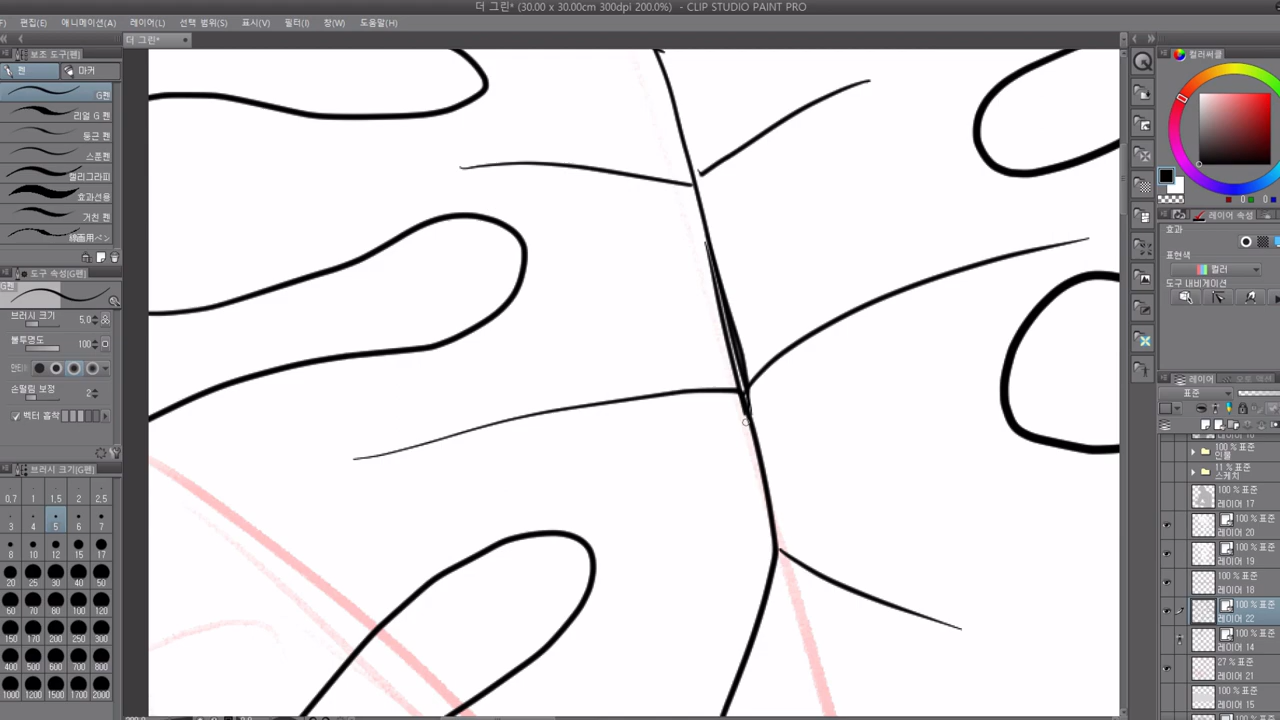 더 그린* (30.00 x 30.00cm 300dpi 200.0%) - CLIP STUDIO PAINT PRO
F) 편집(E) 애니메이션(A) 레이어(L) 선택 범위(S) 표시(V) 필터(I) 창(W) 도움말(H)
더 그린*
보조 도구(펜)
펜 마커
G펜
리얼 G 펜
둥근 펜
스푼펜
캘리그라피
효과선용
거친 펜
線画用ペン
도구 속성(G펜)
G펜
브러시 크기 5.0
불투명도 100
안티
손떨림 보정 2
벡터 흡착
브러시 크기(G펜)
0.7 1 1.5 2 2.5
3 4 5 6 7
8 10 12 15 17
20 25 30 40 50
60 70 80 100 120
150 170 200 250 300
400 500 600 700 800
1000 1200 1500 1700 2000
컬러써클
0 0 0
레이어 속성
효과
표현색
컬러
도구 내비게이션
레이어 오토 액션
표준
100 % 표준
인물
11 % 표준
스케치
100 % 표준
레이어 17
100 % 표준
레이어 20
100 % 표준
레이어 19
100 % 표준
레이어 18
100 % 표준
레이어 22
100 % 표준
레이어 14
27 % 표준
레이어 21
100 % 표준
레이어 15